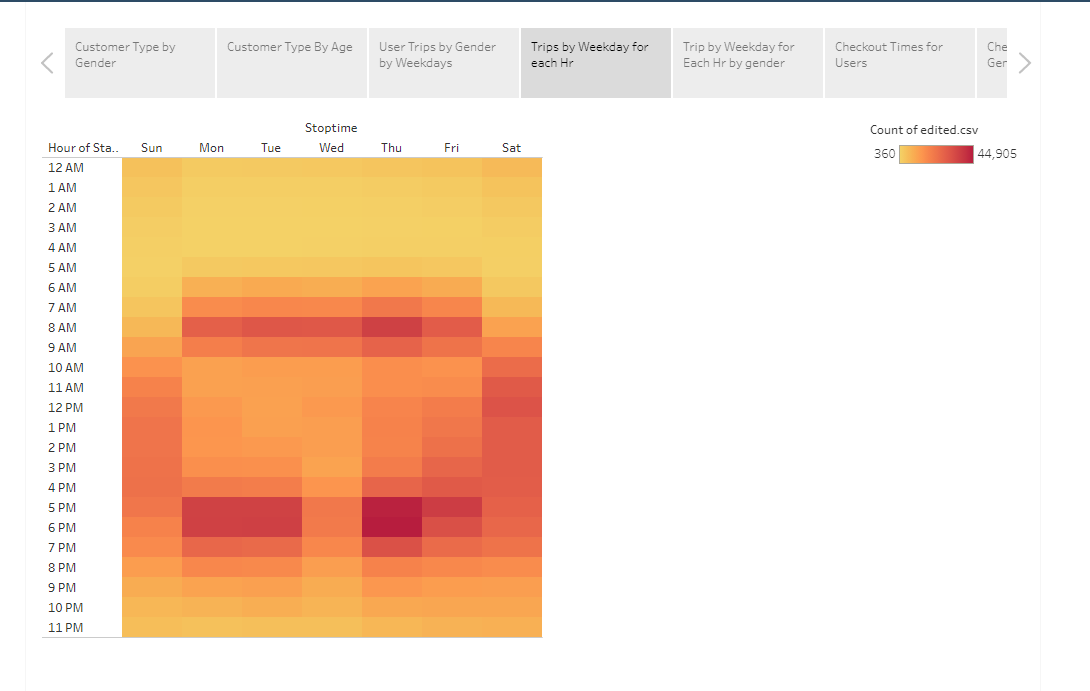 Customer Type by
Gender
Customer Type By Age
User Trips by Gender
by Weekdays
Trips by Weekday for
each Hr
Trip by Weekday for
Each Hr by gender
Checkout Times for
Users
Che
Ger
Stoptime
Hour of Sta.. Sun Mon Tue Wed Thu Fri Sat
12 AM
1 AM
2 AM
3 AM
4 AM
5 AM
6 AM
7 AM
8 AM
9 AM
10 AM
11 AM
12 PM
1 PM
2 PM
3 PM
4 PM
5 PM
6 PM
7 PM
8 PM
9 PM
10 PM
11 PM
Count of edited.csv
360 44,905